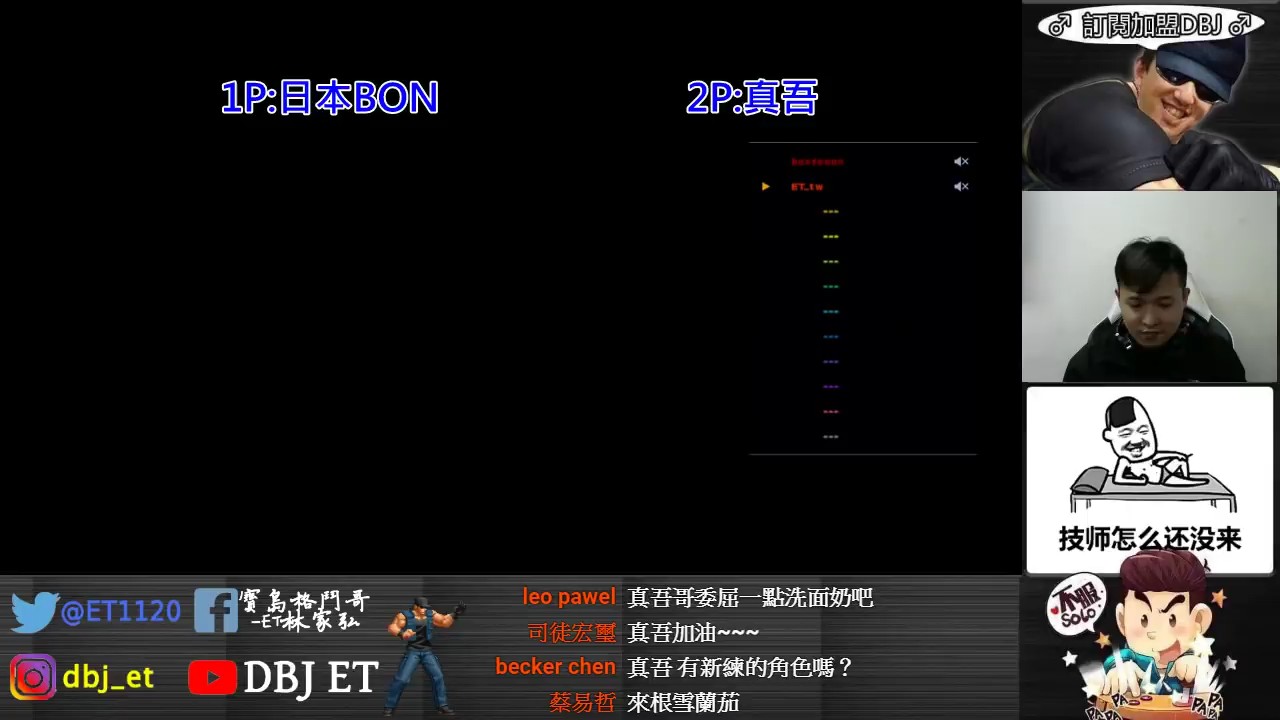 ♂ 訂閱加盟DBJ ♂
1P:日本BON
2P:真吾
ET_tw
---
---
---
---
---
---
---
---
---
---
技师怎么还没来
不服
SOLO
@ET1120
寶島格鬥哥
-ET林家弘
dbj_et
DBJ ET
leo pawel 真吾哥委屈一點洗面奶吧
司徒宏璽 真吾加油~~~
becker chen 真吾 有新練的角色嗎？
蔡易哲 來根雪蘭茄